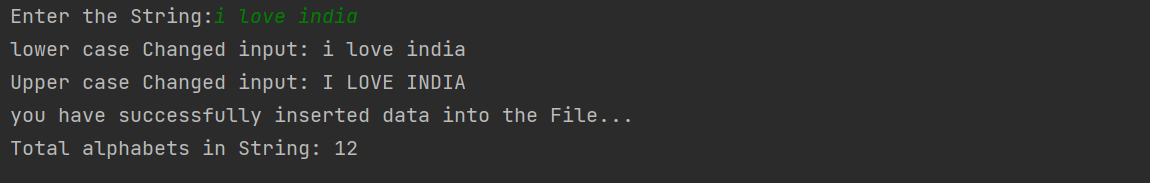 Enter the String:i love india
lower case Changed input: i love india
Upper case Changed input: I LOVE INDIA
you have successfully inserted data into the File...
Total alphabets in String: 12